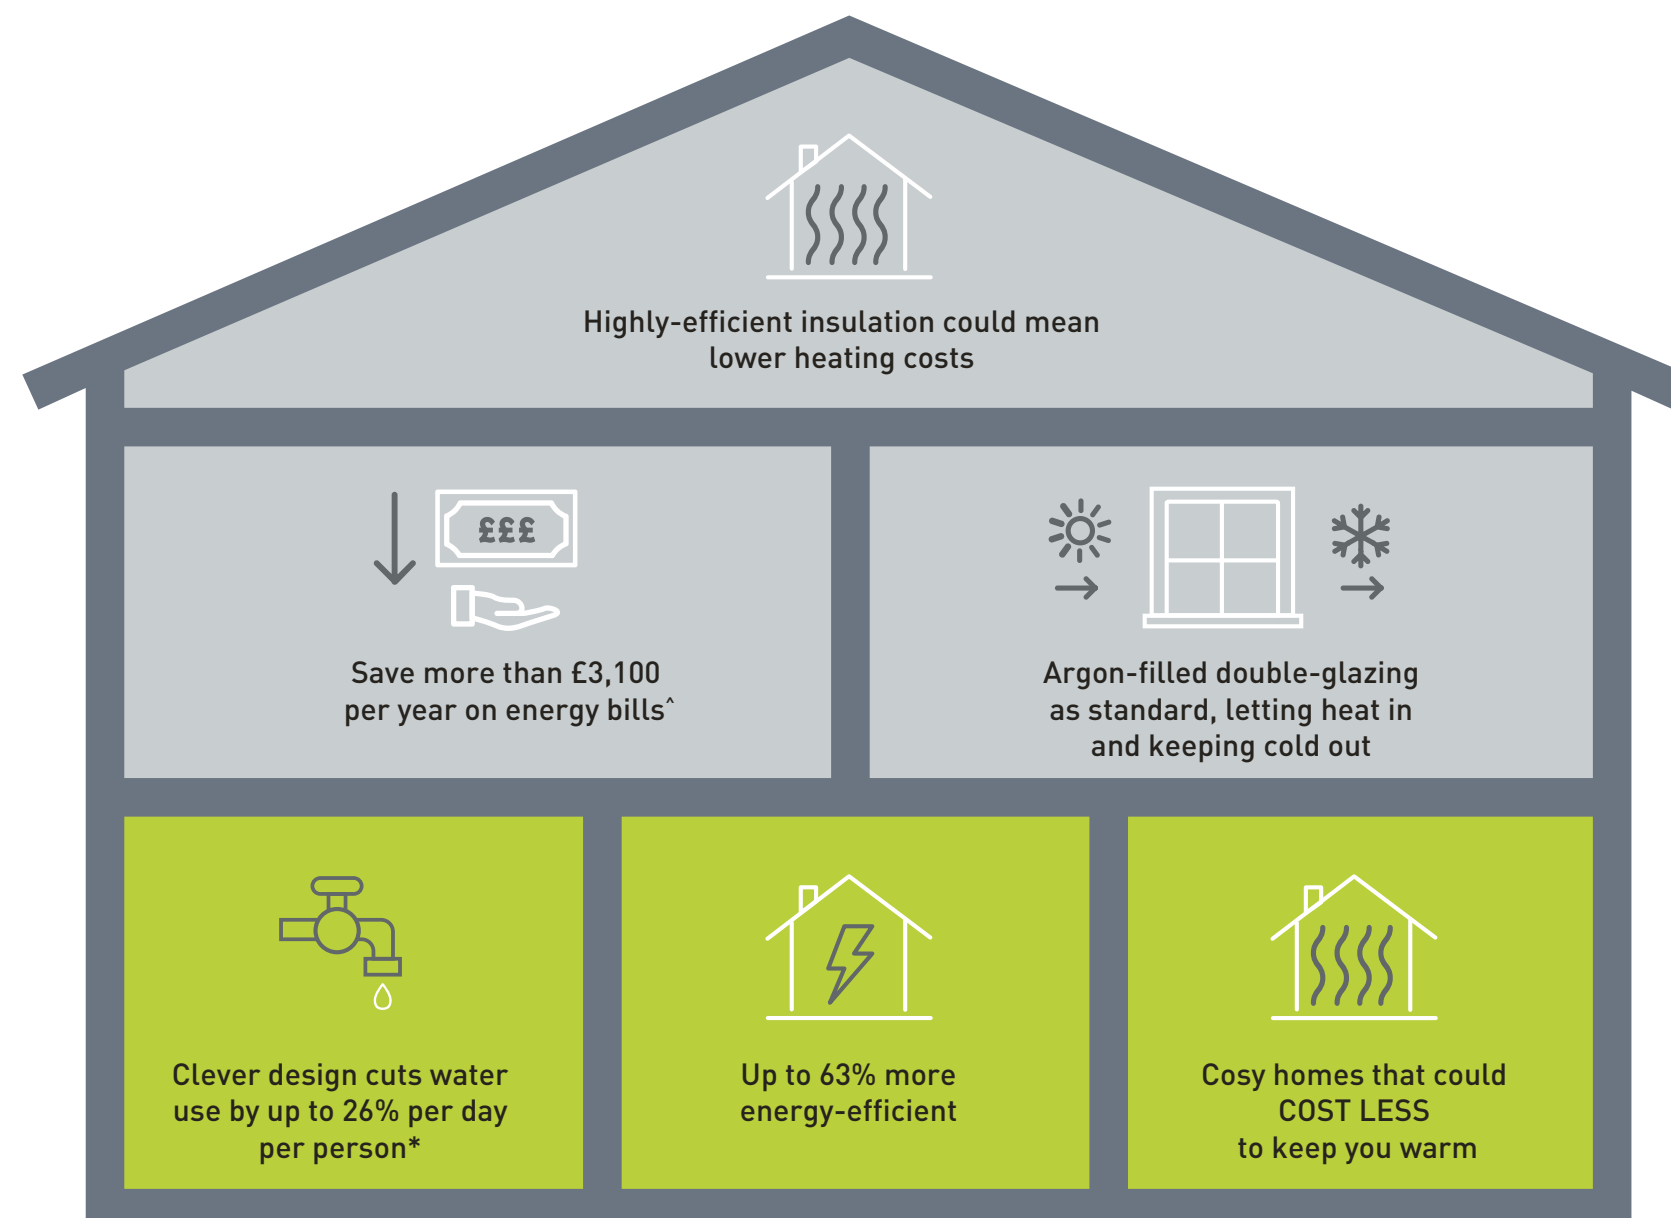 Highly-efficient insulation could mean
lower heating costs
£££
Save more than £3,100
per year on energy bills^
Argon-filled double-glazing
as standard, letting heat in
and keeping cold out
Clever design cuts water
use by up to 26% per day
per person*
Up to 63% more
energy-efficient
Cosy homes that could
COST LESS
to keep you warm